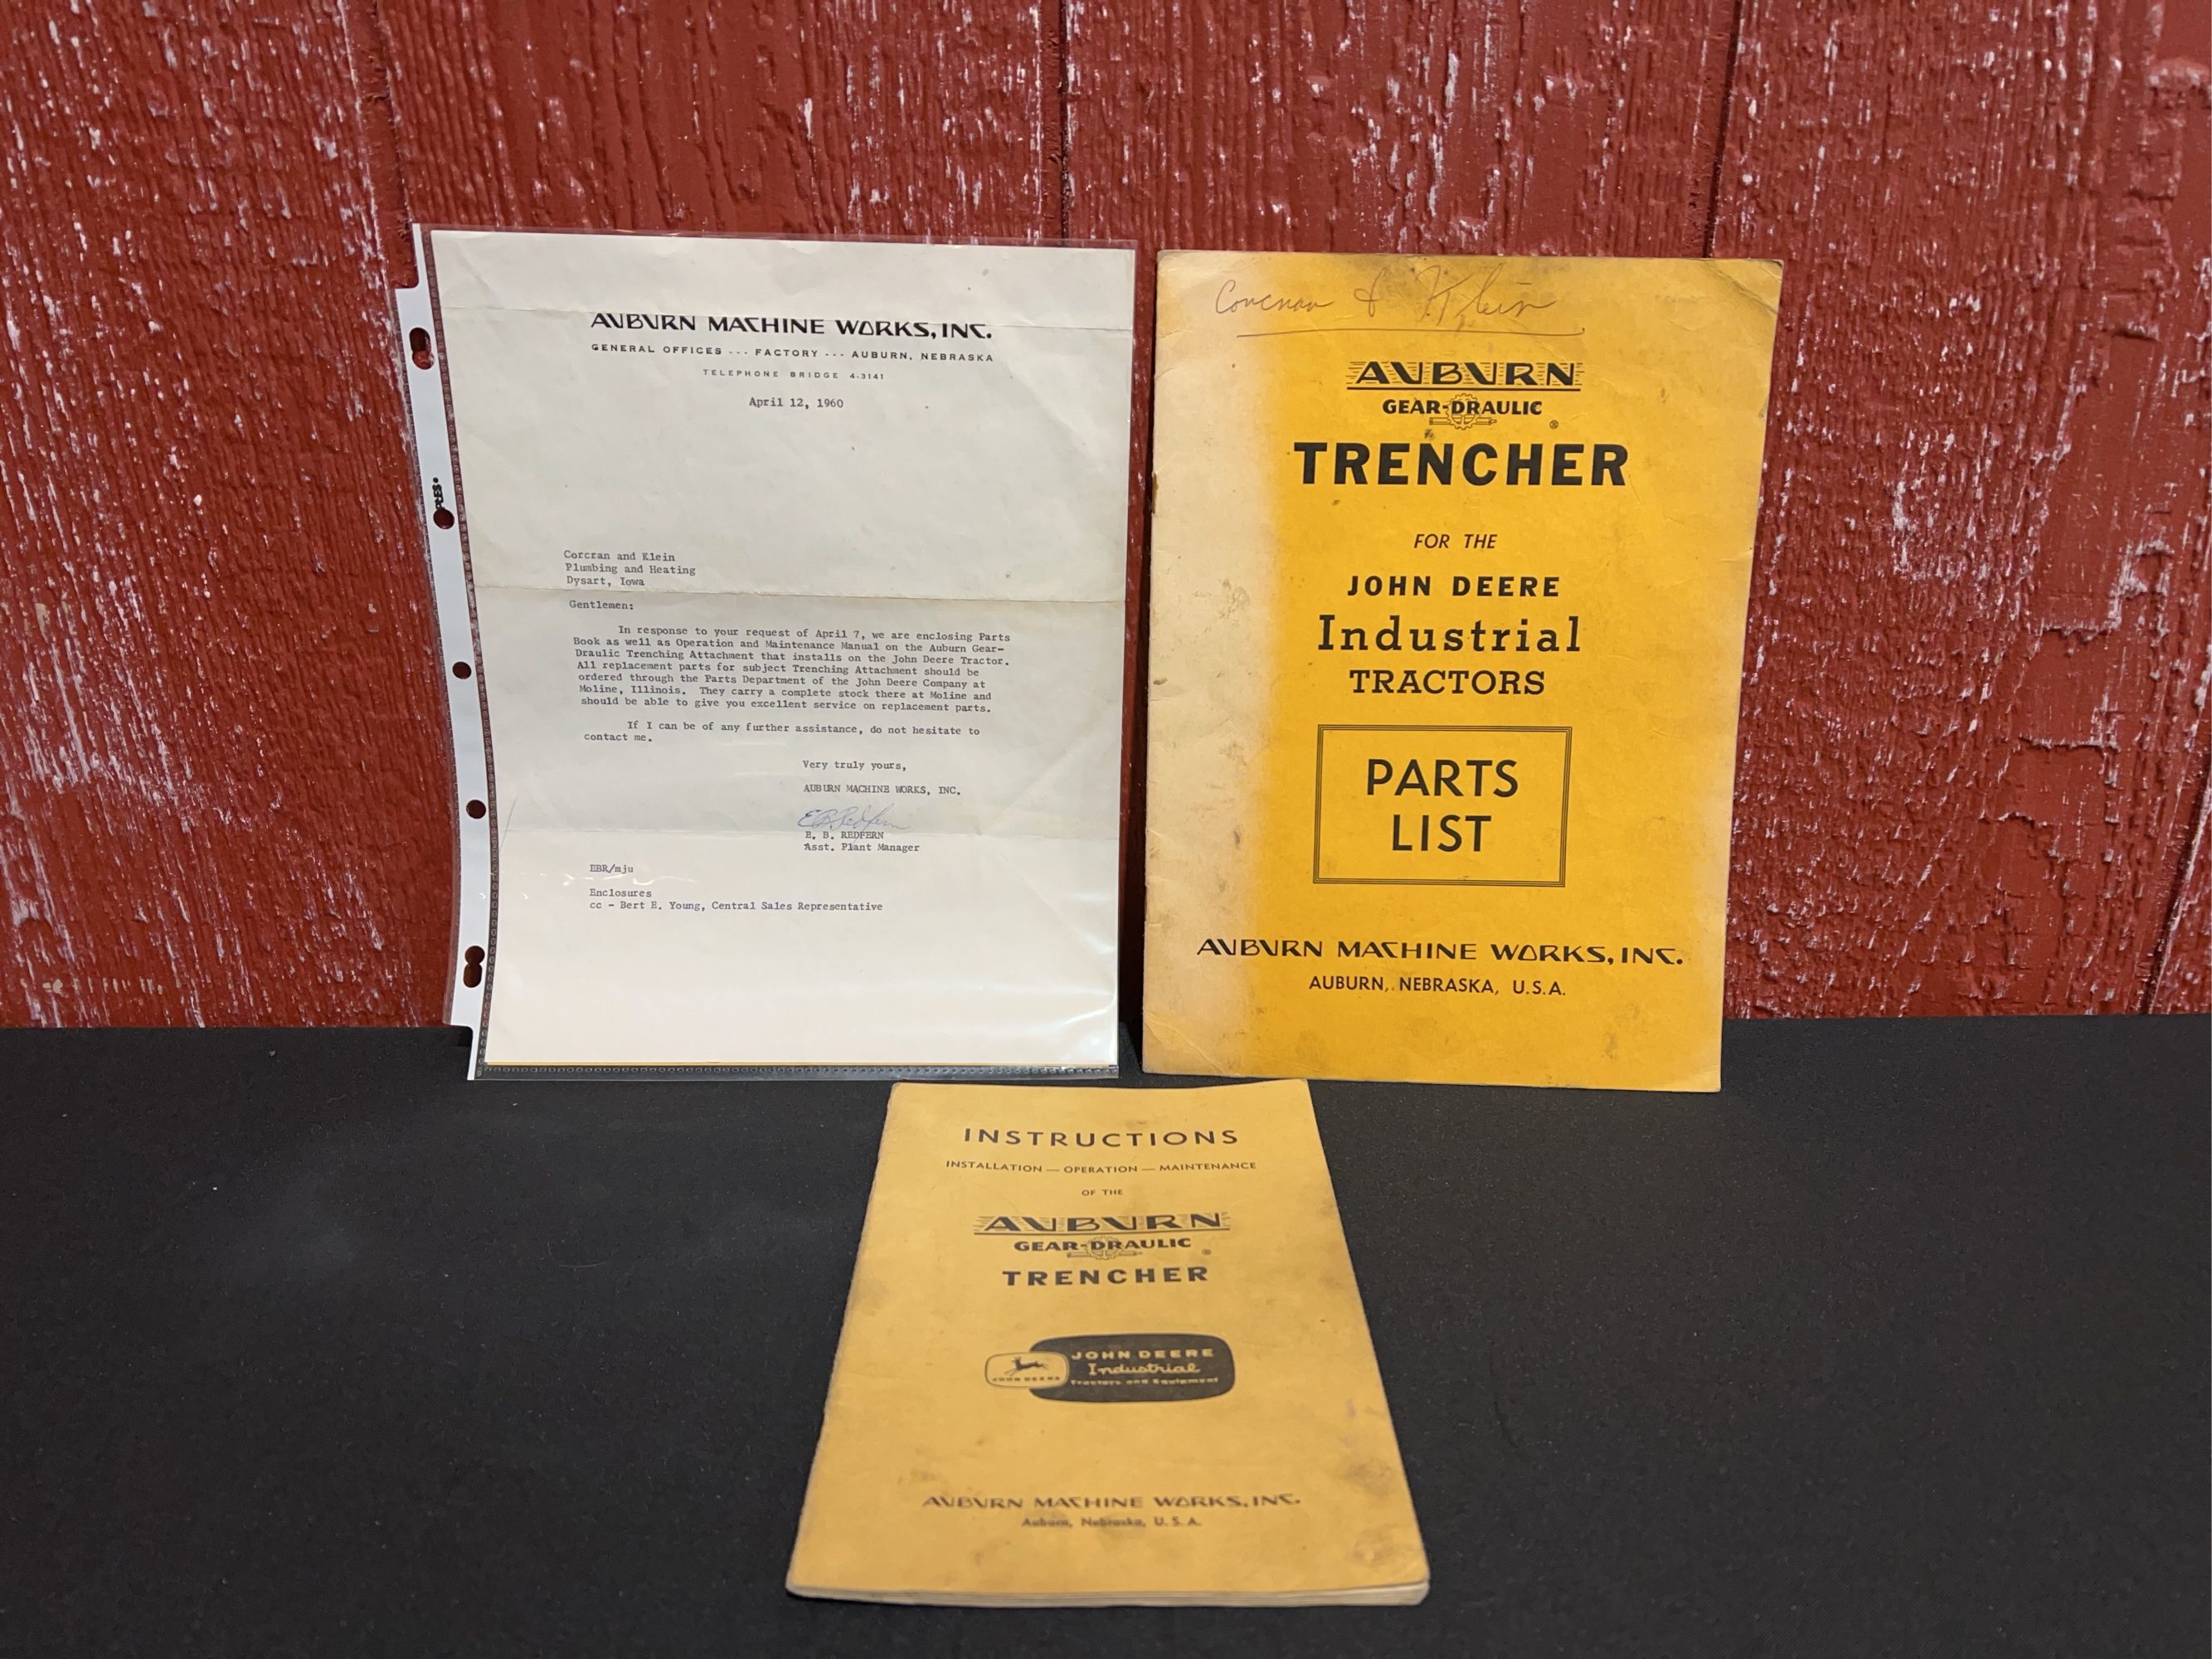 AUBURN MACHINE WORKS, INC.
GENERAL OFFICES --- FACTORY --- AUBURN, NEBRASKA
TELEPHONE BRIDGE 4-3141
April 12, 1960
Corcran and Klein
Plumbing and Heating
Dysart, Iowa
Gentlemen:
In response to your request of April 7, we are enclosing Parts
Book as well as Operation and Maintenance Manual on the Auburn Gear-
Draulic Trenching Attachment that installs on the John Deere Tractor.
All replacement parts for subject Trenching Attachment should be
ordered through the Parts Department of the John Deere Company at
Moline, Illinois. They carry a complete stock there at Moline and
should be able to give you excellent service on replacement parts.
If I can be of any further assistance, do not hesitate to
contact me.
Very truly yours,
AUBURN MACHINE WORKS, INC.
E B Redfern
E. B. REDFERN
Asst. Plant Manager
EBR/mju
Enclosures
cc - Bert E. Young, Central Sales Representative
Corcran & Klein
AUBURN
GEAR-DRAULIC ®
TRENCHER
FOR THE
JOHN DEERE
Industrial
TRACTORS
PARTS
LIST
AUBURN MACHINE WORKS, INC.
AUBURN, NEBRASKA, U.S.A.
INSTRUCTIONS
INSTALLATION — OPERATION — MAINTENANCE
OF THE
AUBURN
GEAR-DRAULIC ®
TRENCHER
JOHN DEERE
JOHN DEERE
Industrial
Tractors and Equipment
AUBURN MACHINE WORKS, INC.
Auburn, Nebraska, U. S. A.